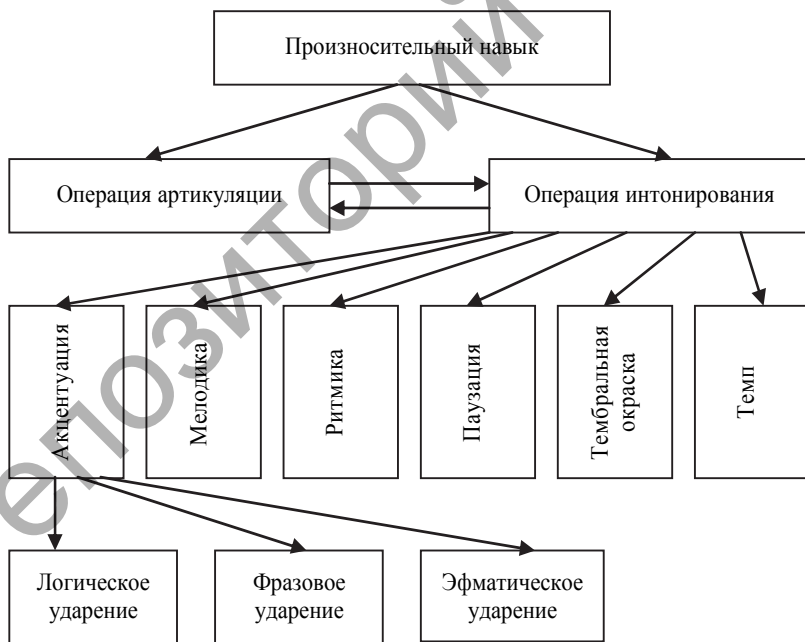 Произносительный навык
Операция артикуляции
Операция интонирования
Акцентуация
Мелодика
Ритмика
Паузация
Тембральная
окраска
Темп
Логическое
ударение
Фразовое
ударение
Эфматическое
ударение
епозиторий